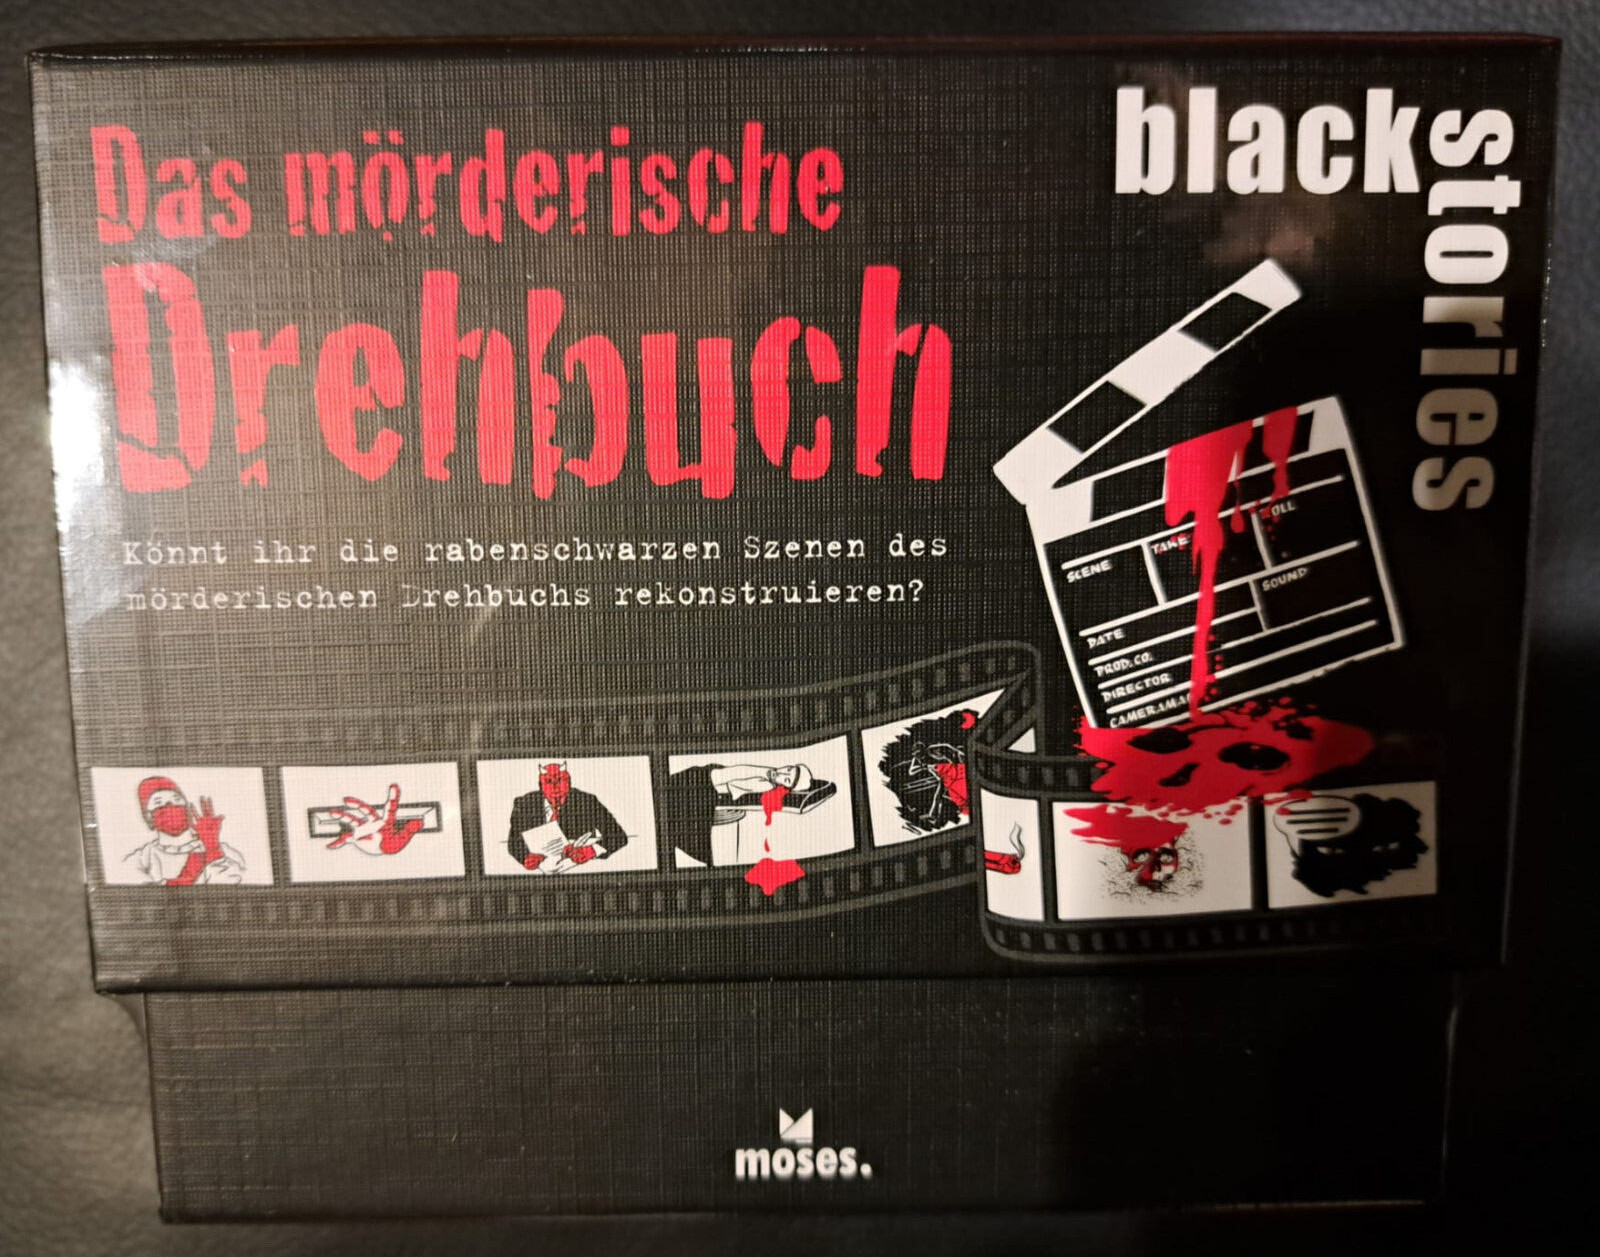 Das mörderische
Drehbuch
black
stories
Könnt ihr die rabenschwarzen Szenen des
mörderischen Drehbuchs rekonstruieren?
SCENE
TAKE
SOUND
DATE
PROD.CO.
DIRECTOR
moses.